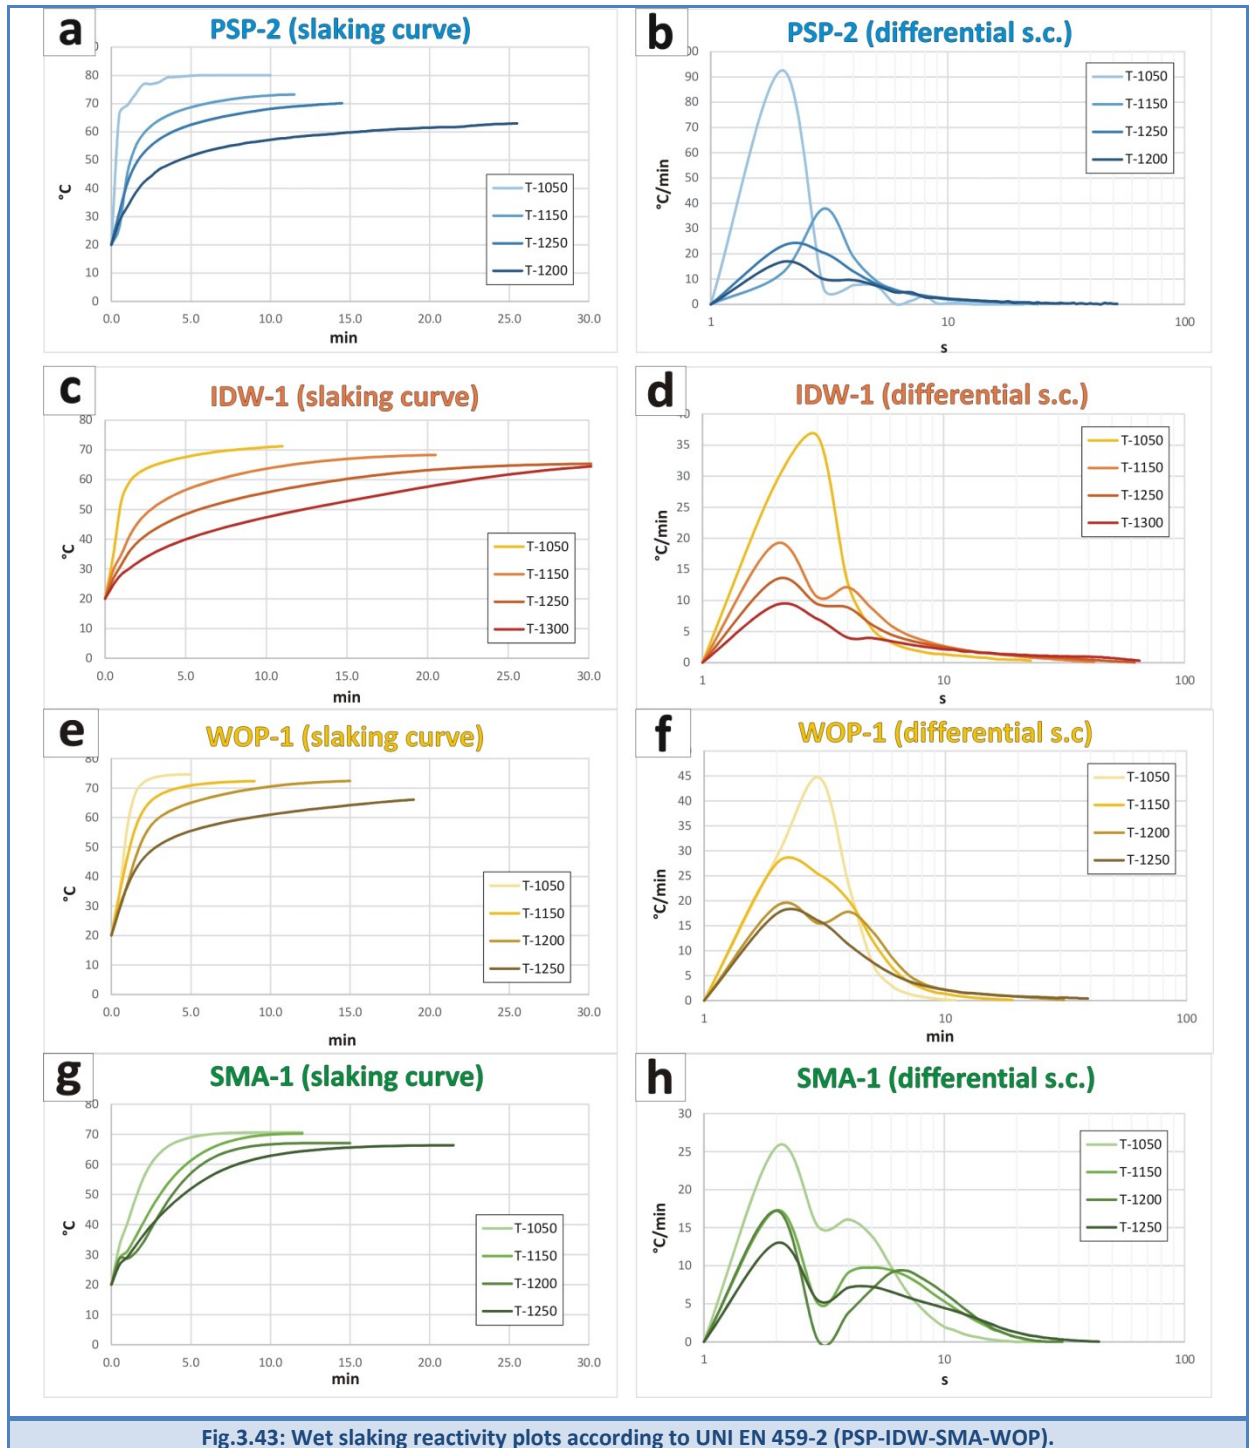 a
PSP-2 (slaking curve)
80
70
60
50
40
30
20
10
0
°C
0.0
5.0
10.0
15.0
20.0
25.0
30.0
min
T-1050
T-1150
T-1250
T-1200
b
PSP-2 (differential s.c.)
90
80
70
60
50
40
30
20
10
0
°C/min
1
10
100
s
T-1050
T-1150
T-1250
T-1200
c
IDW-1 (slaking curve)
80
70
60
50
40
30
20
10
0
°C
0.0
5.0
10.0
15.0
20.0
25.0
30.0
min
T-1050
T-1150
T-1250
T-1300
d
IDW-1 (differential s.c.)
35
30
25
20
15
10
5
0
°C/min
1
10
100
s
T-1050
T-1150
T-1250
T-1300
e
WOP-1 (slaking curve)
80
70
60
50
40
30
20
10
0
°C
0.0
5.0
10.0
15.0
20.0
25.0
30.0
min
T-1050
T-1150
T-1200
T-1250
f
WOP-1 (differential s.c)
45
40
35
30
25
20
15
10
5
0
°C/min
1
10
100
min
T-1050
T-1150
T-1200
T-1250
g
SMA-1 (slaking curve)
80
70
60
50
40
30
20
10
0
°C
0.0
5.0
10.0
15.0
20.0
25.0
30.0
min
T-1050
T-1150
T-1200
T-1250
h
SMA-1 (differential s.c.)
30
25
20
15
10
5
0
°C/min
1
10
100
s
T-1050
T-1150
T-1200
T-1250
Fig.3.43: Wet slaking reactivity plots according to UNI EN 459-2 (PSP-IDW-SMA-WOP).